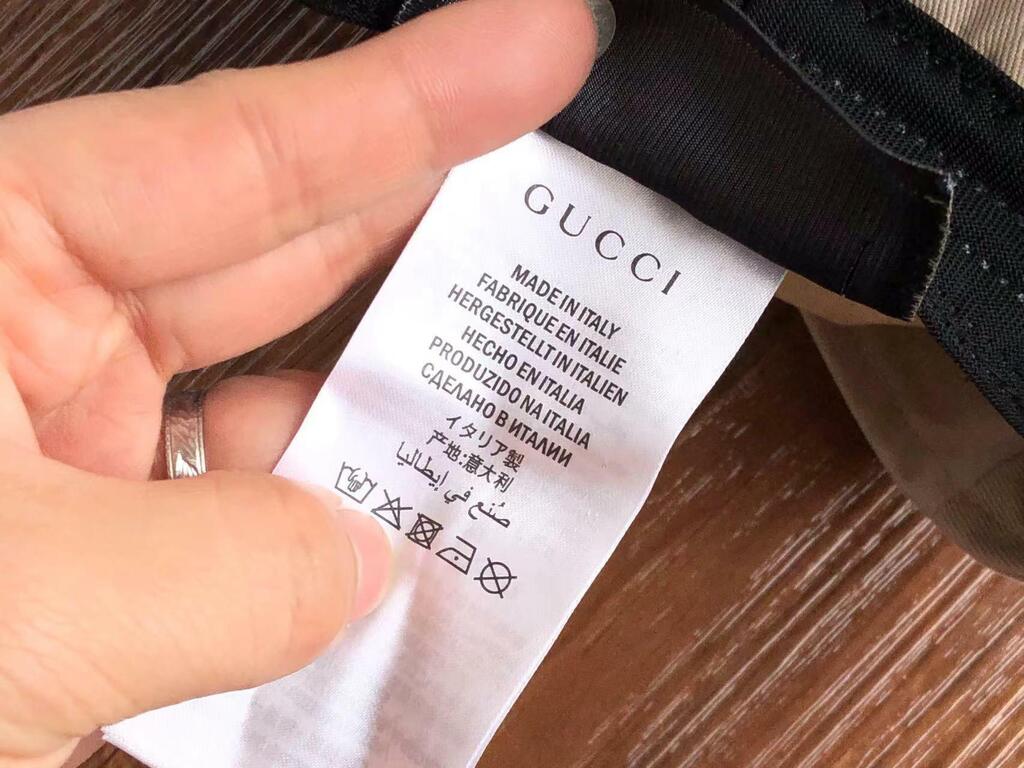 GUCCI
MADE IN ITALY
FABRIQUE EN ITALIE
HERGESTELLT IN ITALIEN
HECHO EN ITALIA
PRODUZIDO NA ITALIA
СДЕЛАНО В ИТАЛИИ
イタリア製
产地:意大利
صُنع في إيطاليا